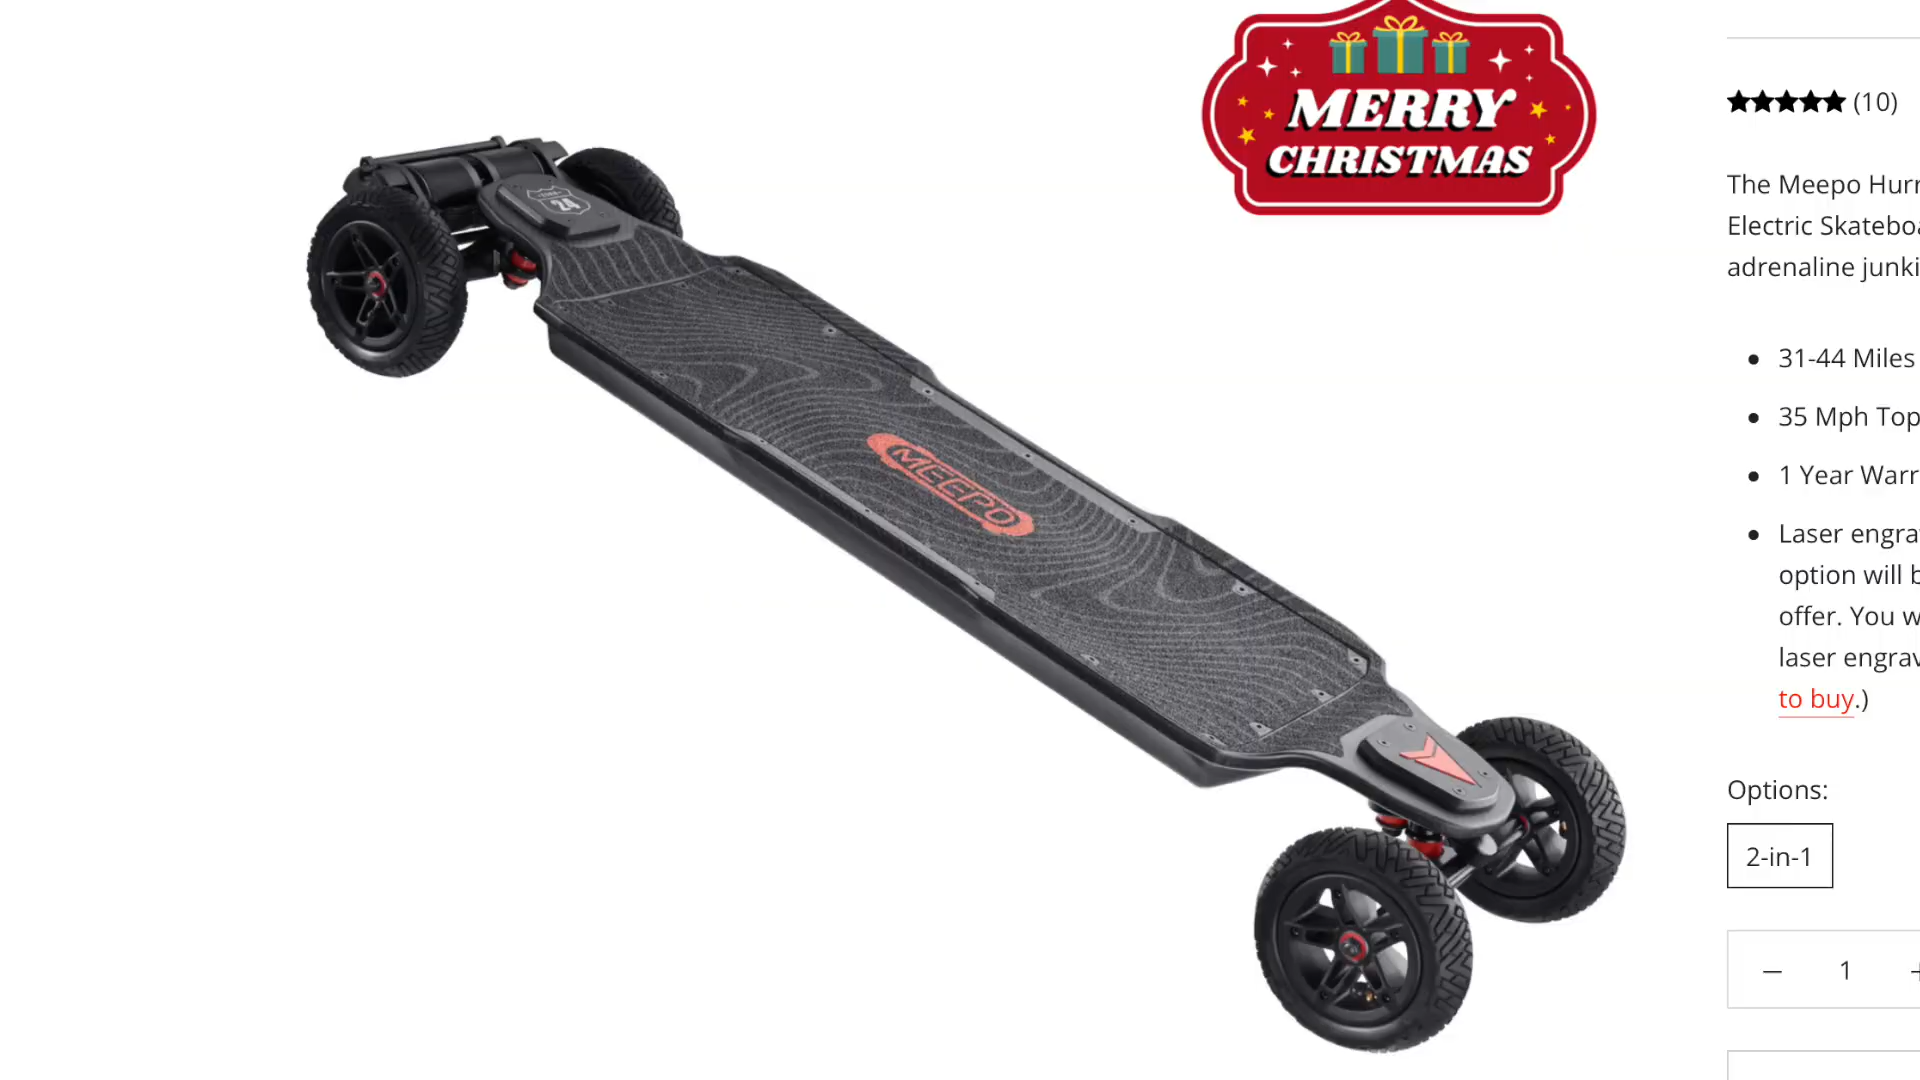 MERRY
CHRISTMAS
24
MEEPO
★★★★★ (10)
The Meepo Hurr
Electric Skateboa
adrenaline junki
• 31-44 Miles
• 35 Mph Top
• 1 Year Warr
• Laser engra
option will b
offer. You w
laser engrav
to buy.)
Options:
2-in-1
− 1 +